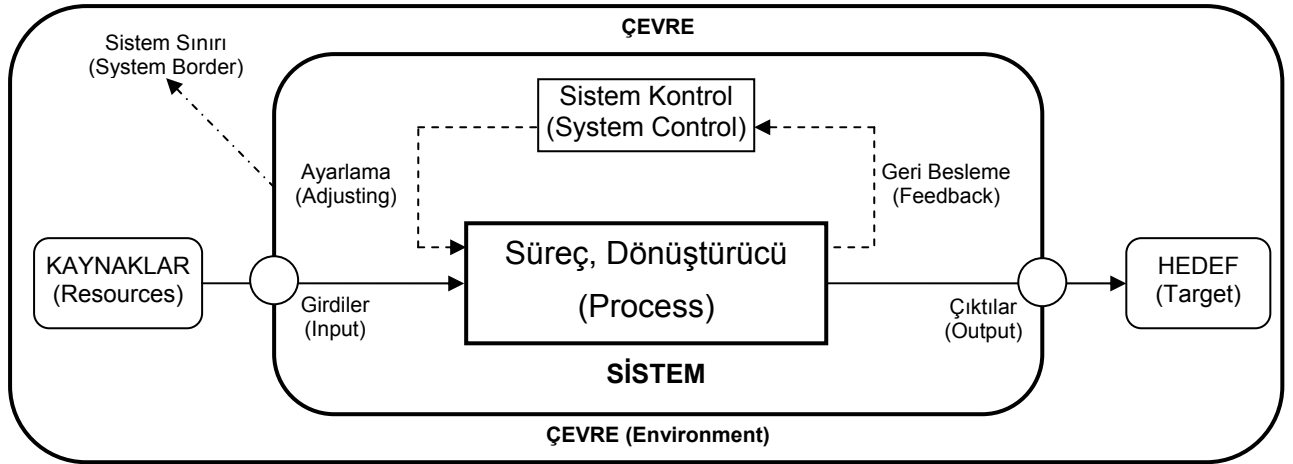 ÇEVRE
Sistem Sınırı
(System Border)
Sistem Kontrol
(System Control)
Ayarlama
(Adjusting)
Geri Besleme
(Feedback)
KAYNAKLAR
(Resources)
Girdiler
(Input)
Süreç, Dönüştürücü
(Process)
Çıktılar
(Output)
HEDEF
(Target)
SİSTEM
ÇEVRE (Environment)